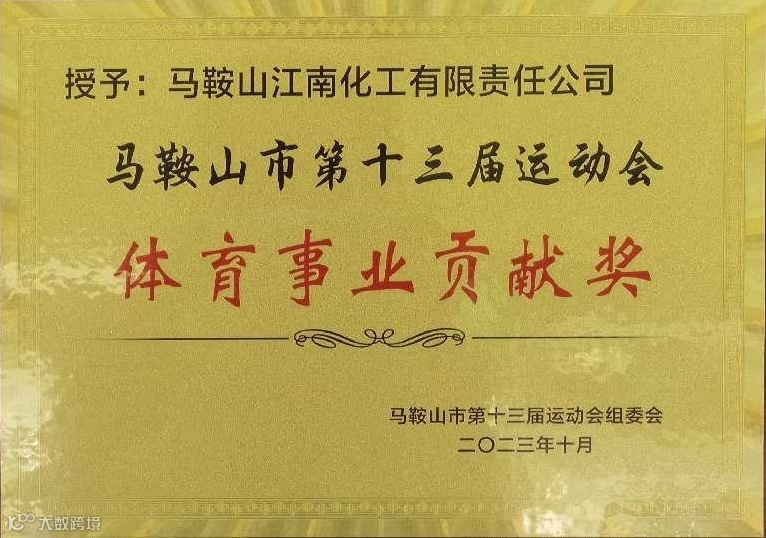 授予：马鞍山江南化工有限责任公司
马鞍山市第十三届运动会
体育事业贡献奖
马鞍山市第十三届运动会组委会
二〇二三年十月
大数跨境